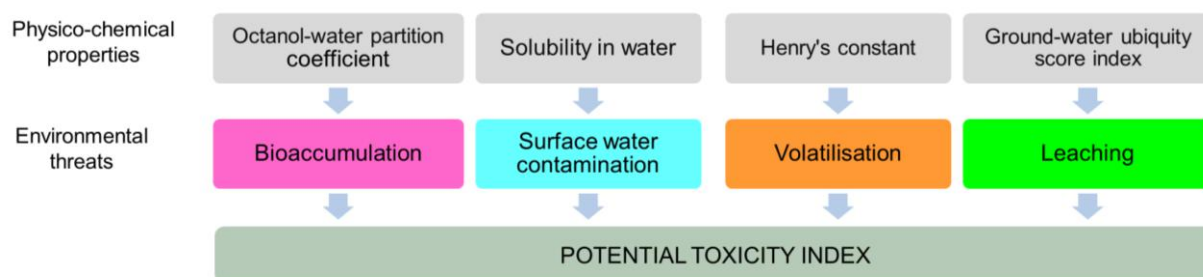 Physico-chemical
properties
Octanol-water partition
coefficient
Solubility in water
Henry's constant
Ground-water ubiquity
score index
Environmental
threats
Bioaccumulation
Surface water
contamination
Volatilisation
Leaching
POTENTIAL TOXICITY INDEX